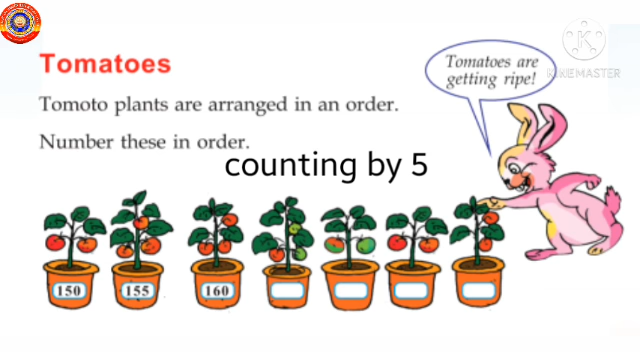 Tomatoes
Tomoto plants are arranged in an order.
Number these in order.
counting by 5
Tomatoes are
getting ripe!
KINEMASTER
150 155 160